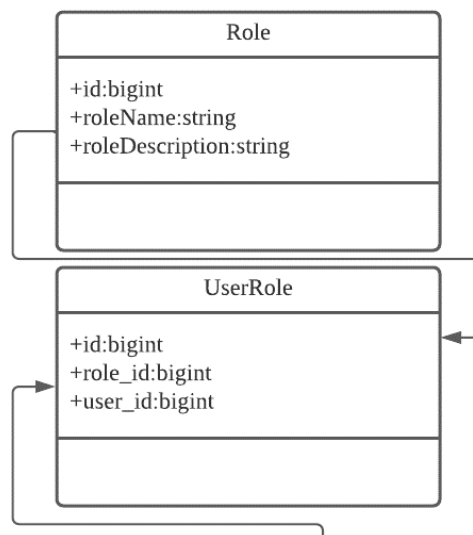 Role
+id:bigint
+roleName:string
+roleDescription:string
UserRole
+id:bigint
+role_id:bigint
+user_id:bigint